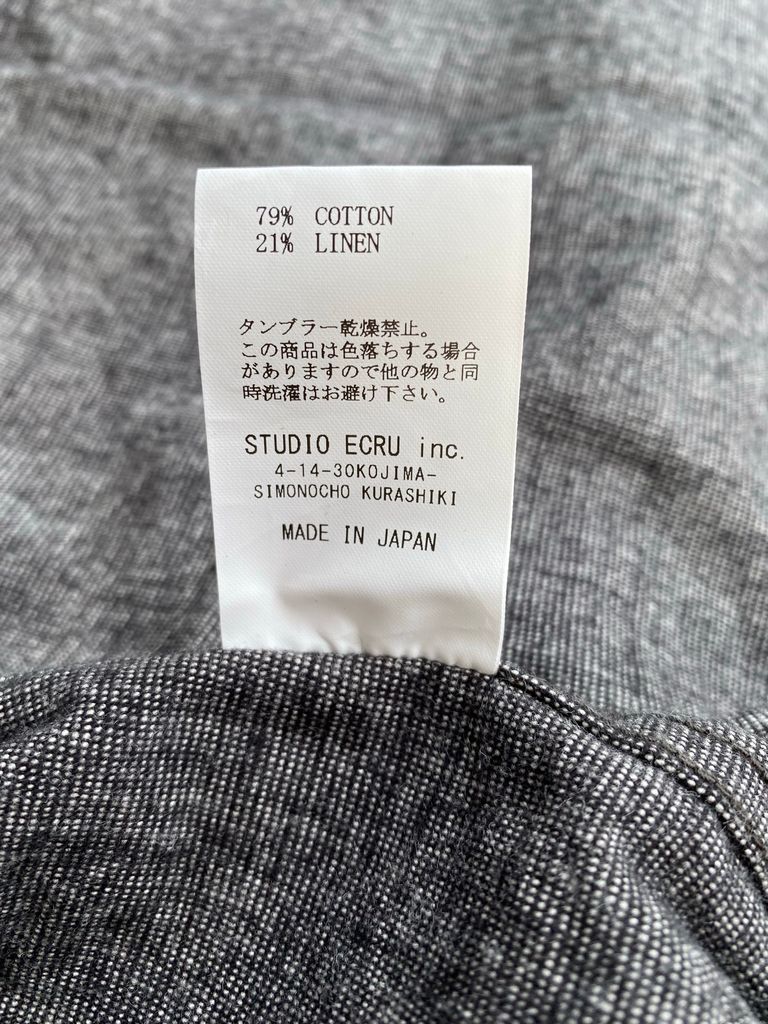 79% COTTON
21% LINEN
タンブラー乾燥禁止。
この商品は色落ちする場合
がありますので他の物と同
時洗濯はお避け下さい。
STUDIO ECRU inc.
4-14-30KOJIMA-
SIMONOCHO KURASHIKI
MADE IN JAPAN